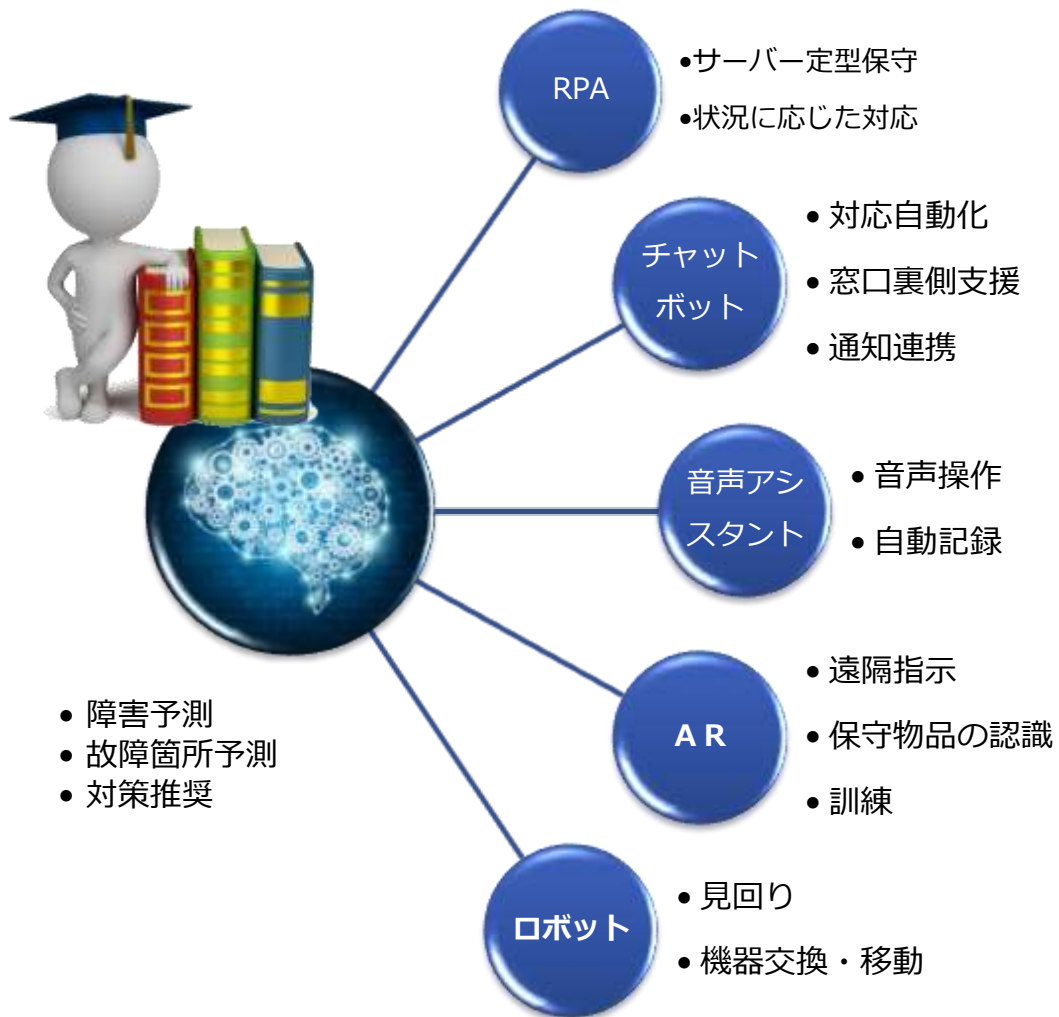 RPA
•サーバー定型保守
•状況に応じた対応
チャット
ボット
• 対応自動化
• 窓口裏側支援
• 通知連携
音声アシ
スタント
• 音声操作
• 自動記録
• 障害予測
• 故障箇所予測
• 対策推奨
ＡＲ
• 遠隔指示
• 保守物品の認識
• 訓練
ロボット
• 見回り
• 機器交換・移動